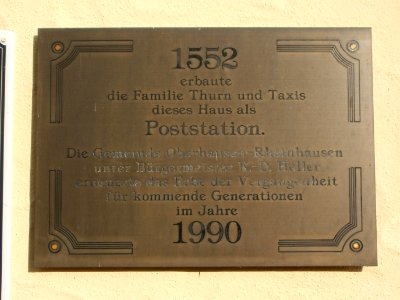 1552
erbaute
die Familie Thurn und Taxis
dieses Haus als
Poststation.
Die Gemeinde Oberhausen-Rheinhausen
unter Bürgermeister K. D. Heller
erneuerte das Erbe der Vergangenheit
für kommende Generationen
im Jahre
1990